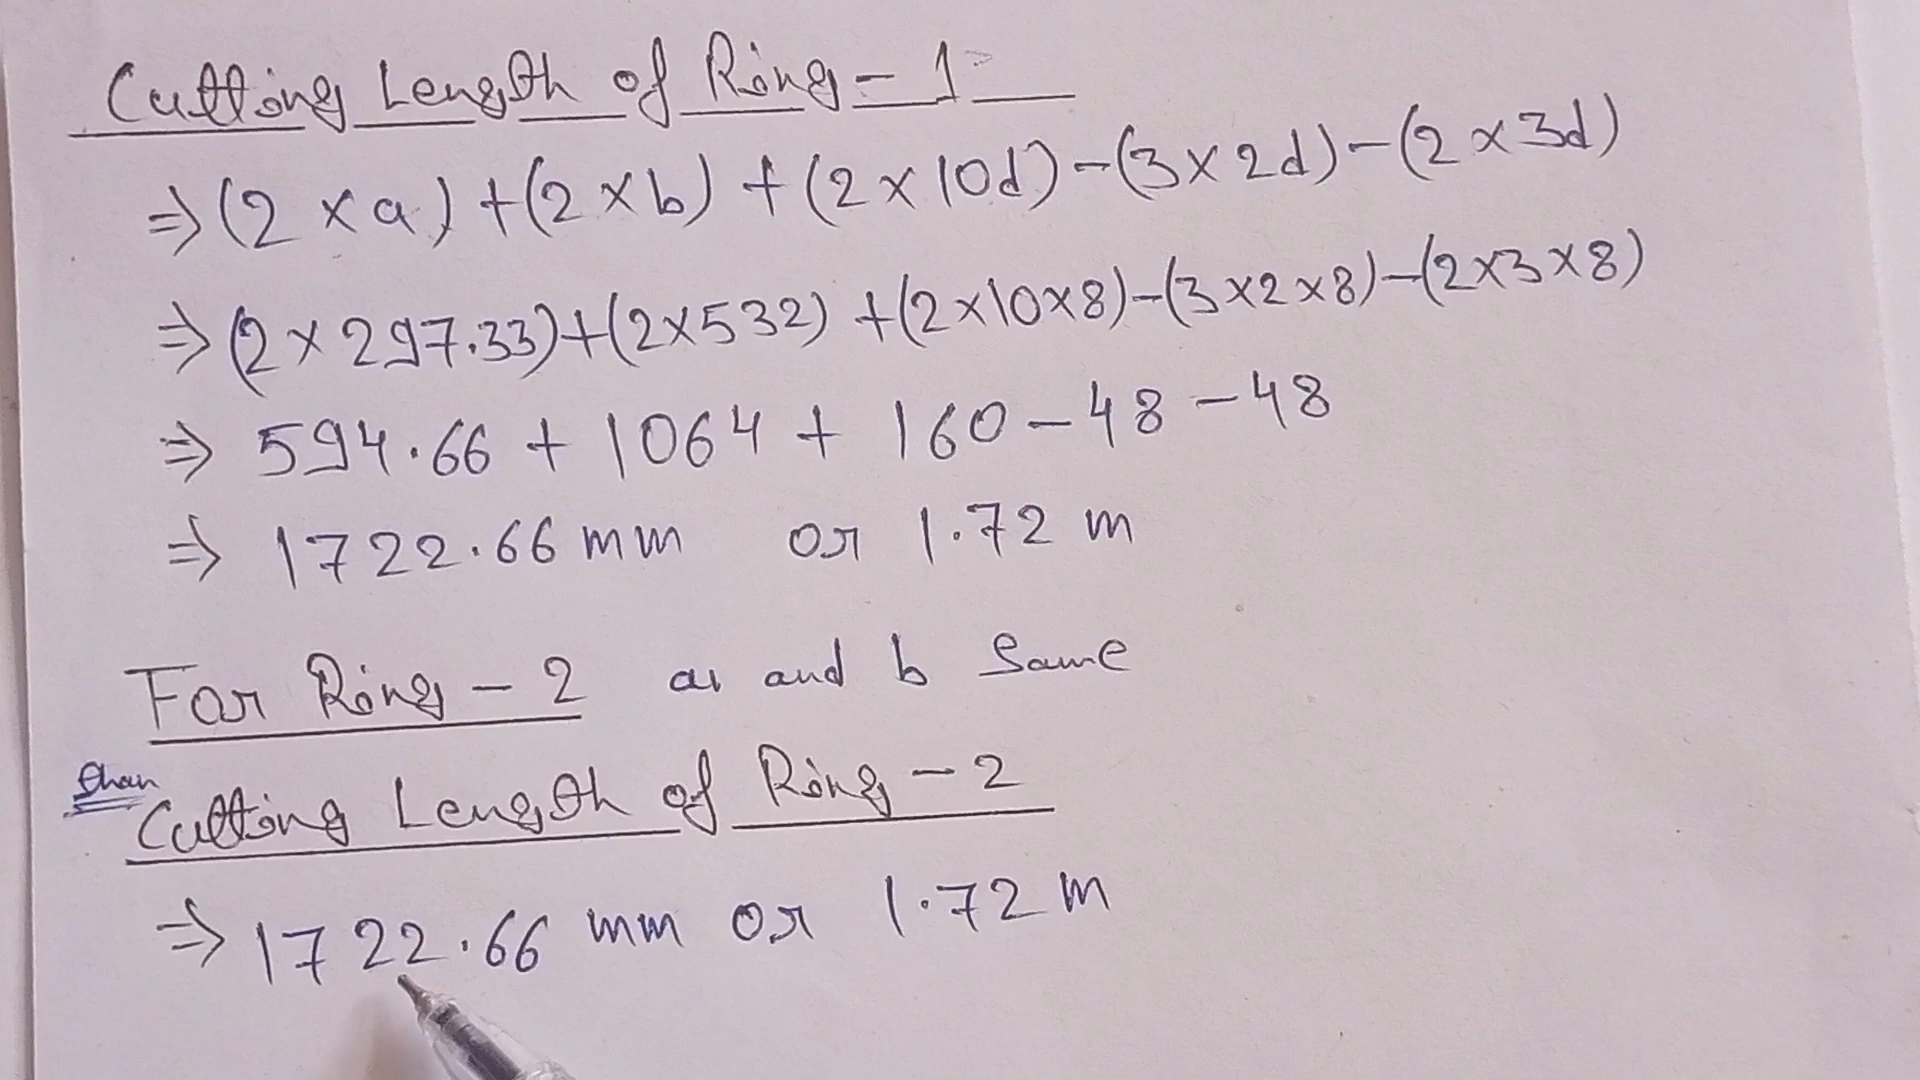 Cutting Length of Ring - 1
⇒ (2 × a) + (2 × b) + (2 × 10d) - (3 × 2d) - (2 × 3d)
⇒ (2 × 297.33) + (2 × 532) + (2 × 10 × 8) - (3 × 2 × 8) - (2 × 3 × 8)
⇒ 594.66 + 1064 + 160 - 48 - 48
⇒ 1722.66 mm or 1.72 m
For Ring - 2 a and b Same
than
Cutting Length of Ring - 2
⇒ 1722.66 mm or 1.72 m